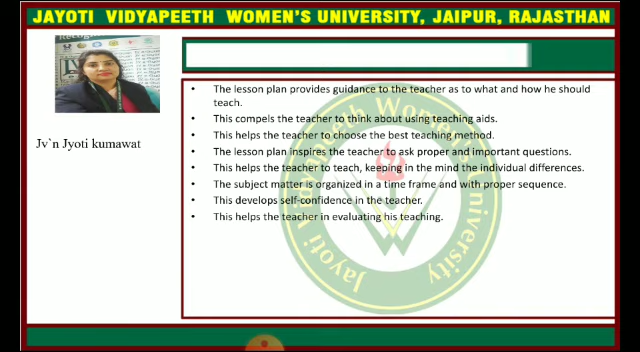 JAYOTI VIDYAPEETH WOMEN'S UNIVERSITY, JAIPUR, RAJASTHAN
Jv`n Jyoti kumawat
• The lesson plan provides guidance to the teacher as to what and how he should
teach.
• This compels the teacher to think about using teaching aids.
• This helps the teacher to choose the best teaching method.
• The lesson plan inspires the teacher to ask proper and important questions.
• This helps the teacher to teach, keeping in the mind the individual differences.
• The subject matter is organized in a time frame and with proper sequence.
• This develops self-confidence in the teacher.
• This helps the teacher in evaluating his teaching.
Jayoti Vidyapeeth Women's University